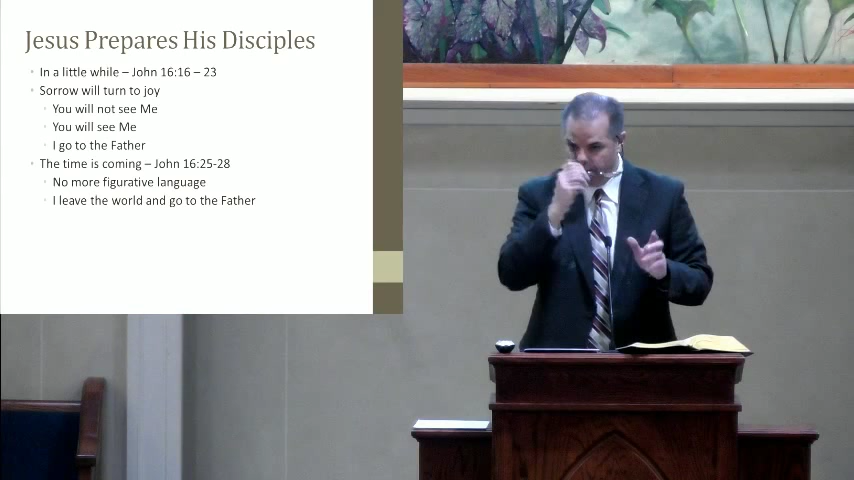 Jesus Prepares His Disciples
In a little while – John 16:16 – 23
Sorrow will turn to joy
You will not see Me
You will see Me
I go to the Father
The time is coming – John 16:25-28
No more figurative language
I leave the world and go to the Father